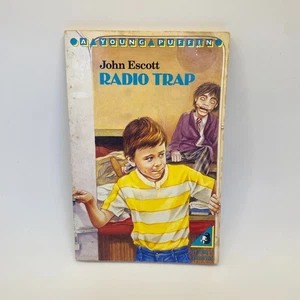 A YOUNG PUFFIN
John Escott
RADIO TRAP